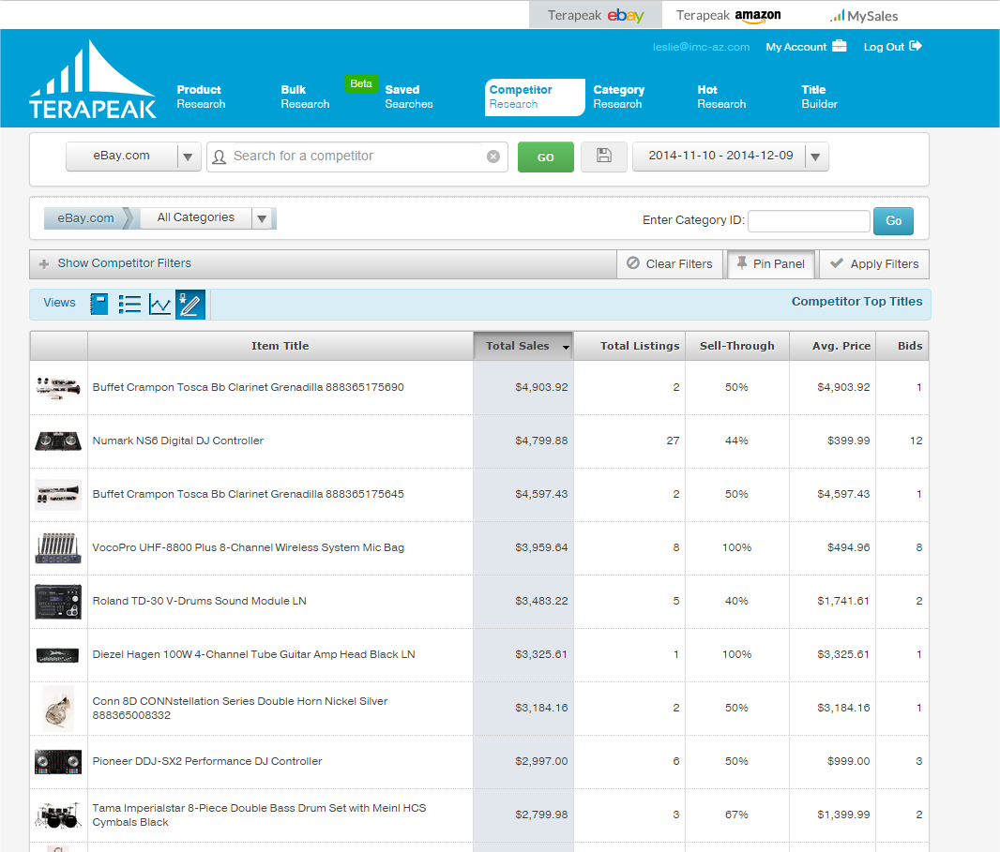 Terapeak ebay
Terapeak amazon
MySales
leslie@imc-az.com
My Account
Log Out
TERAPEAK
Product
Research
Bulk
Research
Beta
Saved
Searches
Competitor
Research
Category
Research
Hot
Research
Title
Builder
eBay.com
Search for a competitor
GO
2014-11-10 - 2014-12-09
eBay.com
All Categories
Enter Category ID:
Go
Show Competitor Filters
Clear Filters
Pin Panel
Apply Filters
Views
Competitor Top Titles
Item Title Total Sales Total Listings Sell-Through Avg. Price Bids
Buffet Crampon Tosca Bb Clarinet Grenadilla 888365175690 $4,903.92 2 50% $4,903.92 1
Numark NS6 Digital DJ Controller $4,799.88 27 44% $399.99 12
Buffet Crampon Tosca Bb Clarinet Grenadilla 888365175645 $4,597.43 2 50% $4,597.43 1
VocoPro UHF-8800 Plus 8-Channel Wireless System Mic Bag $3,959.64 8 100% $494.96 8
Roland TD-30 V-Drums Sound Module LN $3,483.22 5 40% $1,741.61 2
Diezel Hagen 100W 4-Channel Tube Guitar Amp Head Black LN $3,325.61 1 100% $3,325.61 1
Conn 8D CONNstellation Series Double Horn Nickel Silver
888365008332 $3,184.16 2 50% $3,184.16 1
Pioneer DDJ-SX2 Performance DJ Controller $2,997.00 6 50% $999.00 3
Tama Imperialstar 8-Piece Double Bass Drum Set with Meinl HCS
Cymbals Black $2,799.98 3 67% $1,399.99 2